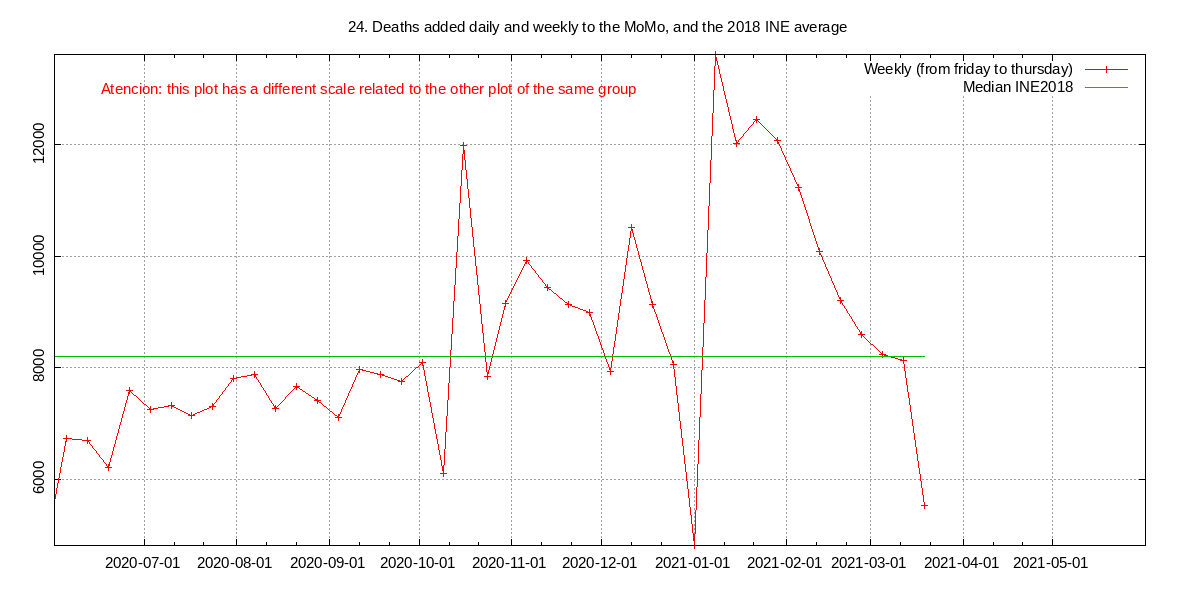 24. Deaths added daily and weekly to the MoMo, and the 2018 INE average
Weekly (from friday to thursday)
Median INE2018
Atencion: this plot has a different scale related to the other plot of the same group
12000
10000
8000
6000
2020-07-01 2020-08-01 2020-09-01 2020-10-01 2020-11-01 2020-12-01 2021-01-01 2021-02-01 2021-03-01 2021-04-01 2021-05-01